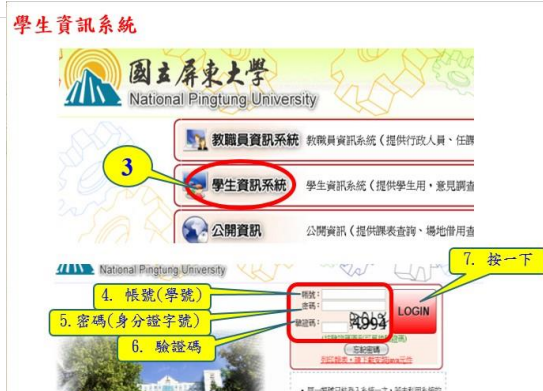 學生資訊系統
國立屏東大學
National Pingtung University
教職員資訊系統 教職員資訊系統（提供行政人員、任課
3
學生資訊系統 學生資訊系統（提供學生用，意見調查
公開資訊 公開資訊（提供課表查詢、場地借用查
National Pingtung University
7. 按一下
4. 帳號(學號)
帳號：
5.密碼(身分證字號)
密碼：
LOGIN
6. 驗證碼
驗證碼：
4994
忘記密碼